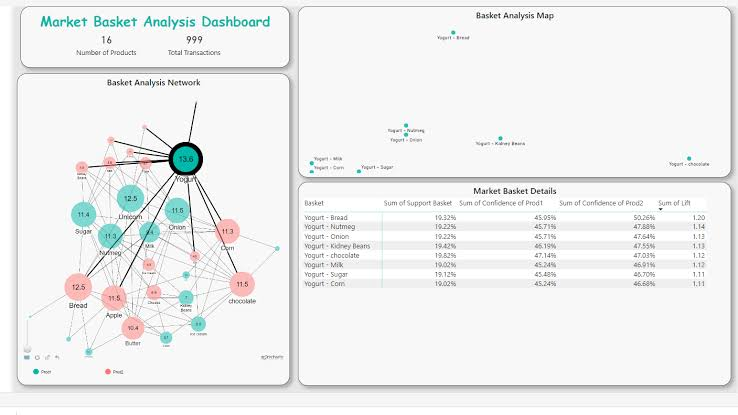 Market Basket Analysis Dashboard
16 999
Number of Products Total Transactions
Basket Analysis Network
13.6
Yogurt
12.5
Unicorn
11.5
Onion
11.4
Sugar
11.3
Nutmeg
Milk
11.3
Corn
12.5
Bread
11.5
Apple
11.5
chocolate
Kidney
Beans
10.4
Butter
Prod1 Prod2
Basket Analysis Map
Yogurt - Bread
Yogurt - Nutmeg
Yogurt - Onion
Yogurt - Kidney Beans
Yogurt - Milk
Yogurt - Corn
Yogurt - Sugar
Yogurt - chocolate
Market Basket Details
Basket Sum of Support Basket Sum of Confidence of Prod1 Sum of Confidence of Prod2 Sum of Lift
Yogurt - Bread 19.32% 45.95% 50.26% 1.20
Yogurt - Nutmeg 19.22% 45.71% 47.88% 1.14
Yogurt - Onion 19.22% 45.71% 47.64% 1.13
Yogurt - Kidney Beans 19.42% 46.19% 47.55% 1.13
Yogurt - chocolate 19.82% 47.14% 47.03% 1.12
Yogurt - Milk 19.02% 45.24% 46.91% 1.12
Yogurt - Sugar 19.12% 45.48% 46.70% 1.11
Yogurt - Corn 19.02% 45.24% 46.68% 1.11